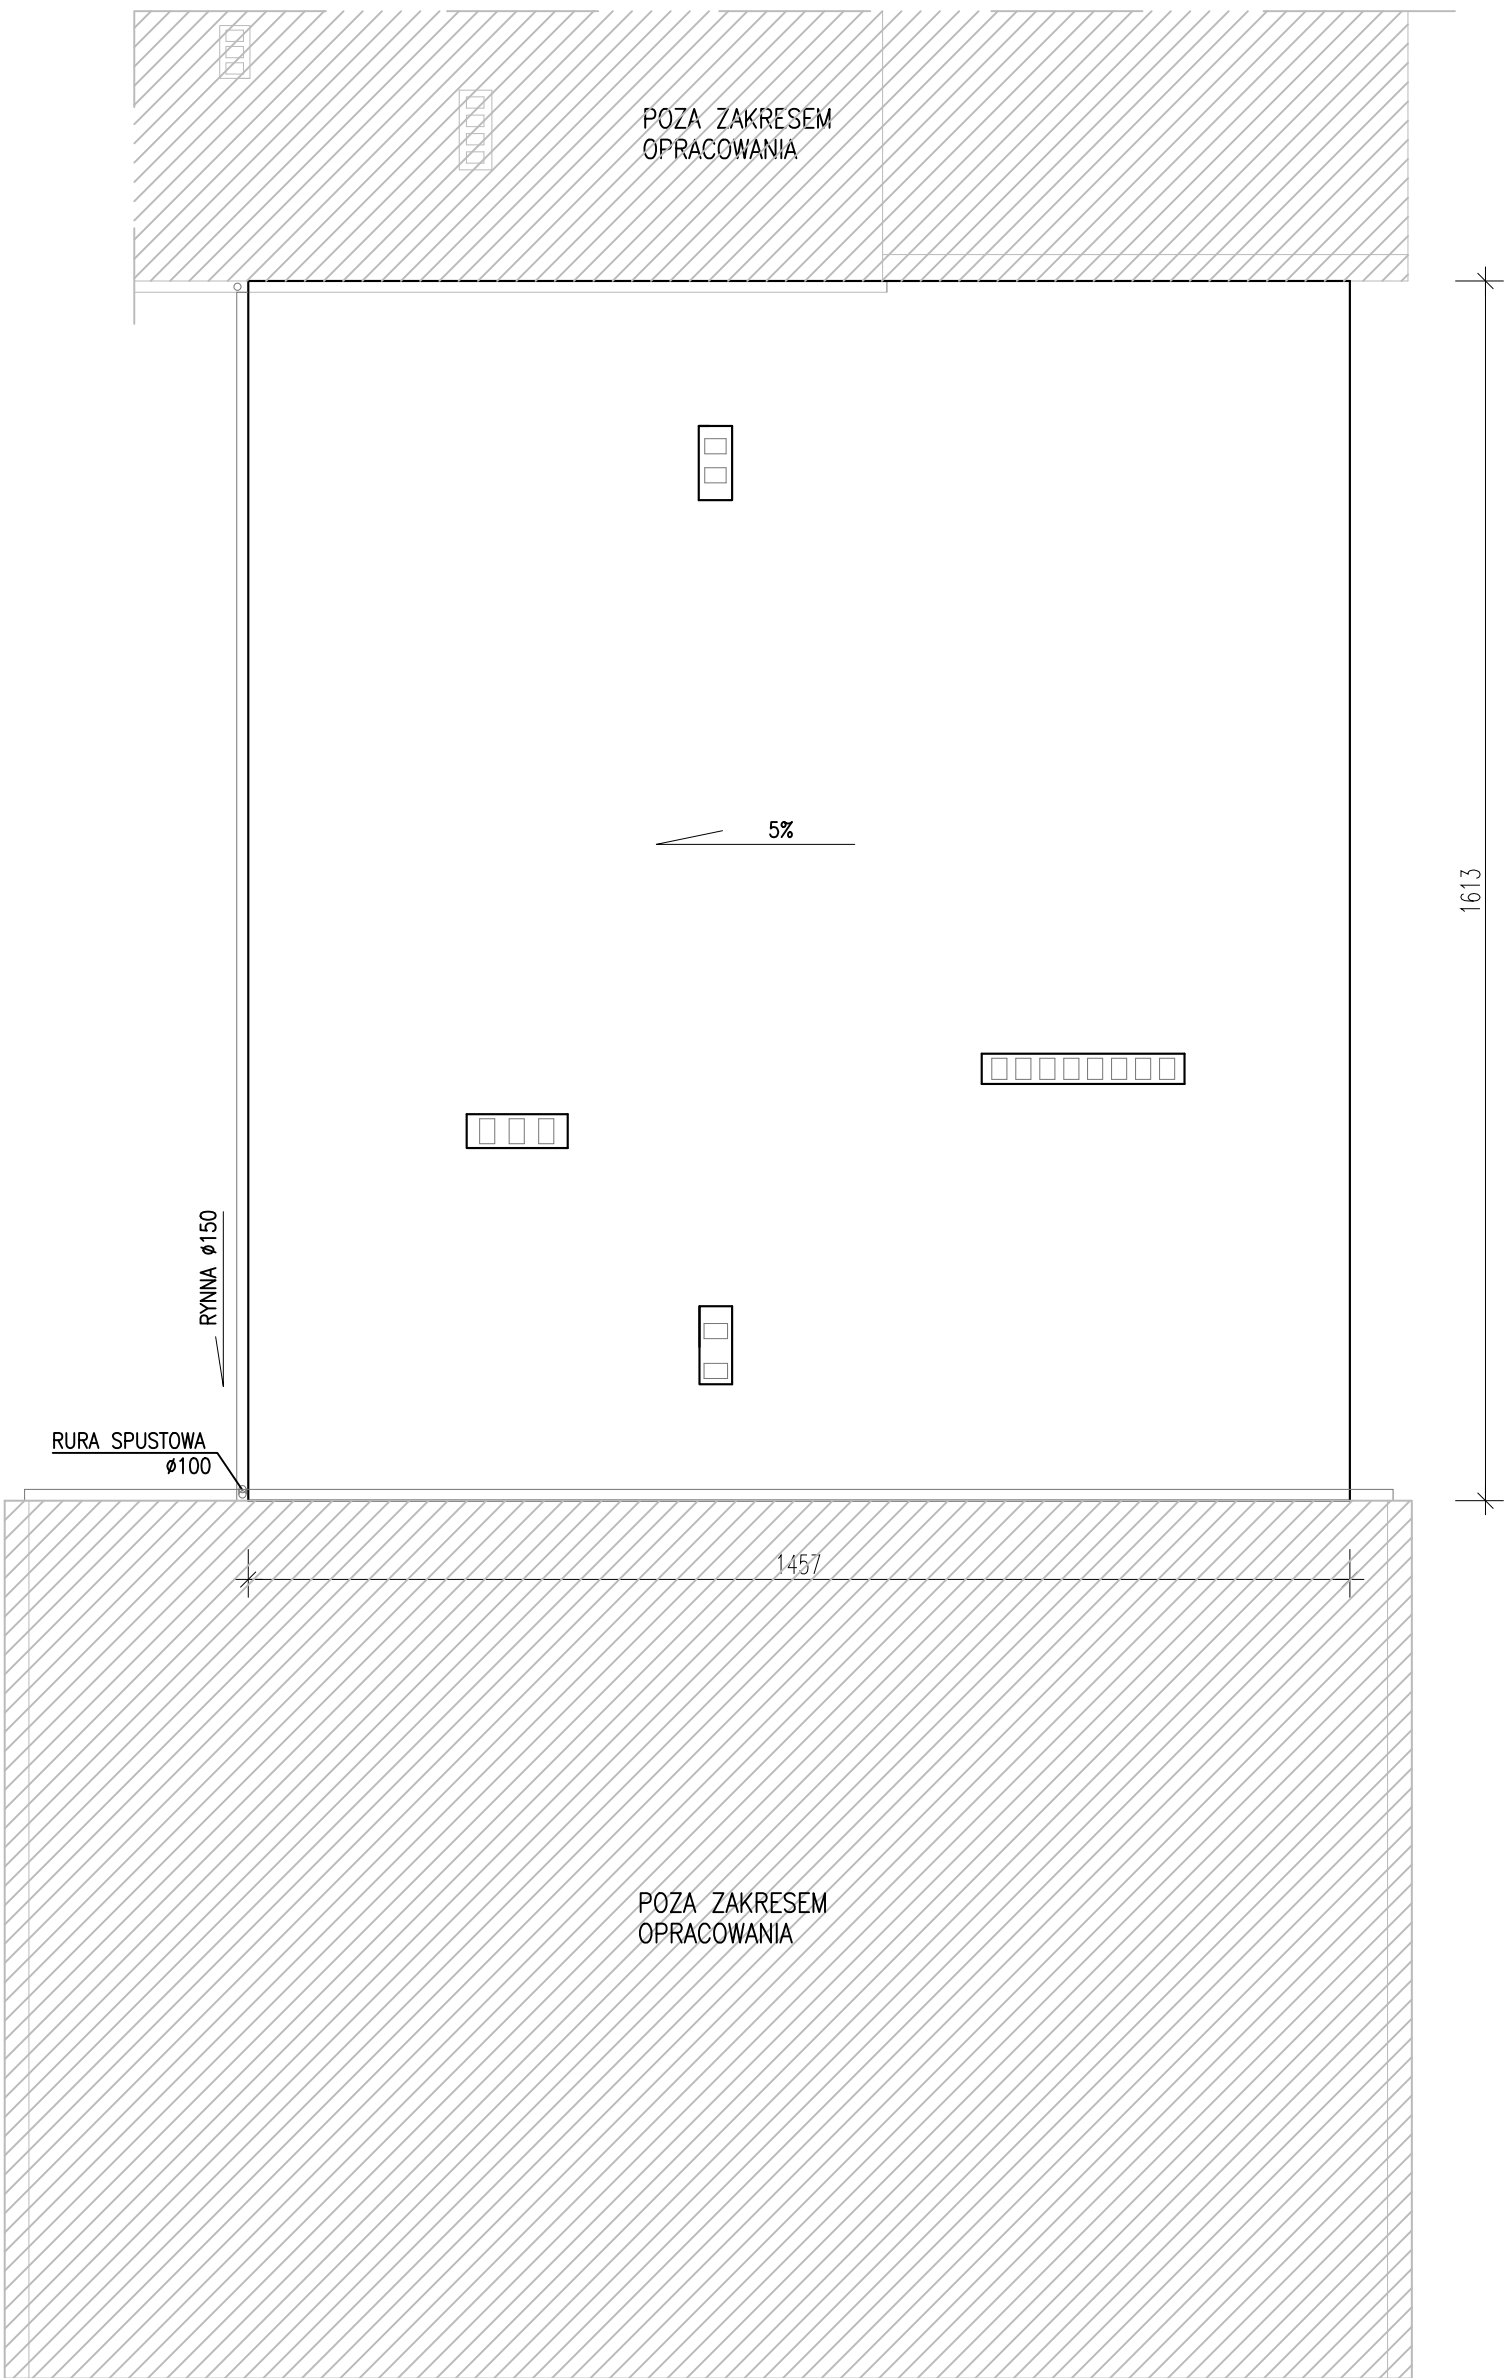 POZA ZAKRESEM
OPRACOWANIA
5%
1613
RYNNA ø150
RURA SPUSTOWA
ø100
1457
POZA ZAKRESEM
OPRACOWANIA